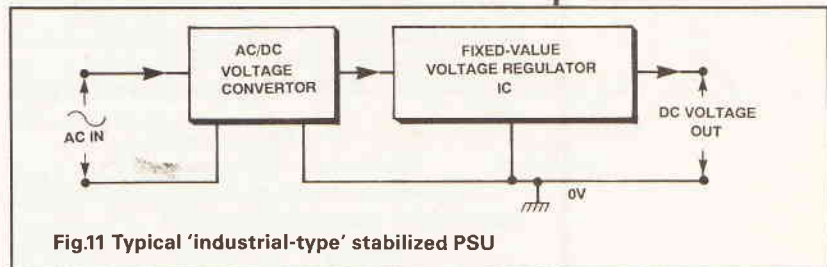 AC/DC
VOLTAGE
CONVERTOR
FIXED-VALUE
VOLTAGE REGULATOR
IC
AC IN
DC VOLTAGE
OUT
0V
Fig.11 Typical 'industrial-type' stabilized PSU